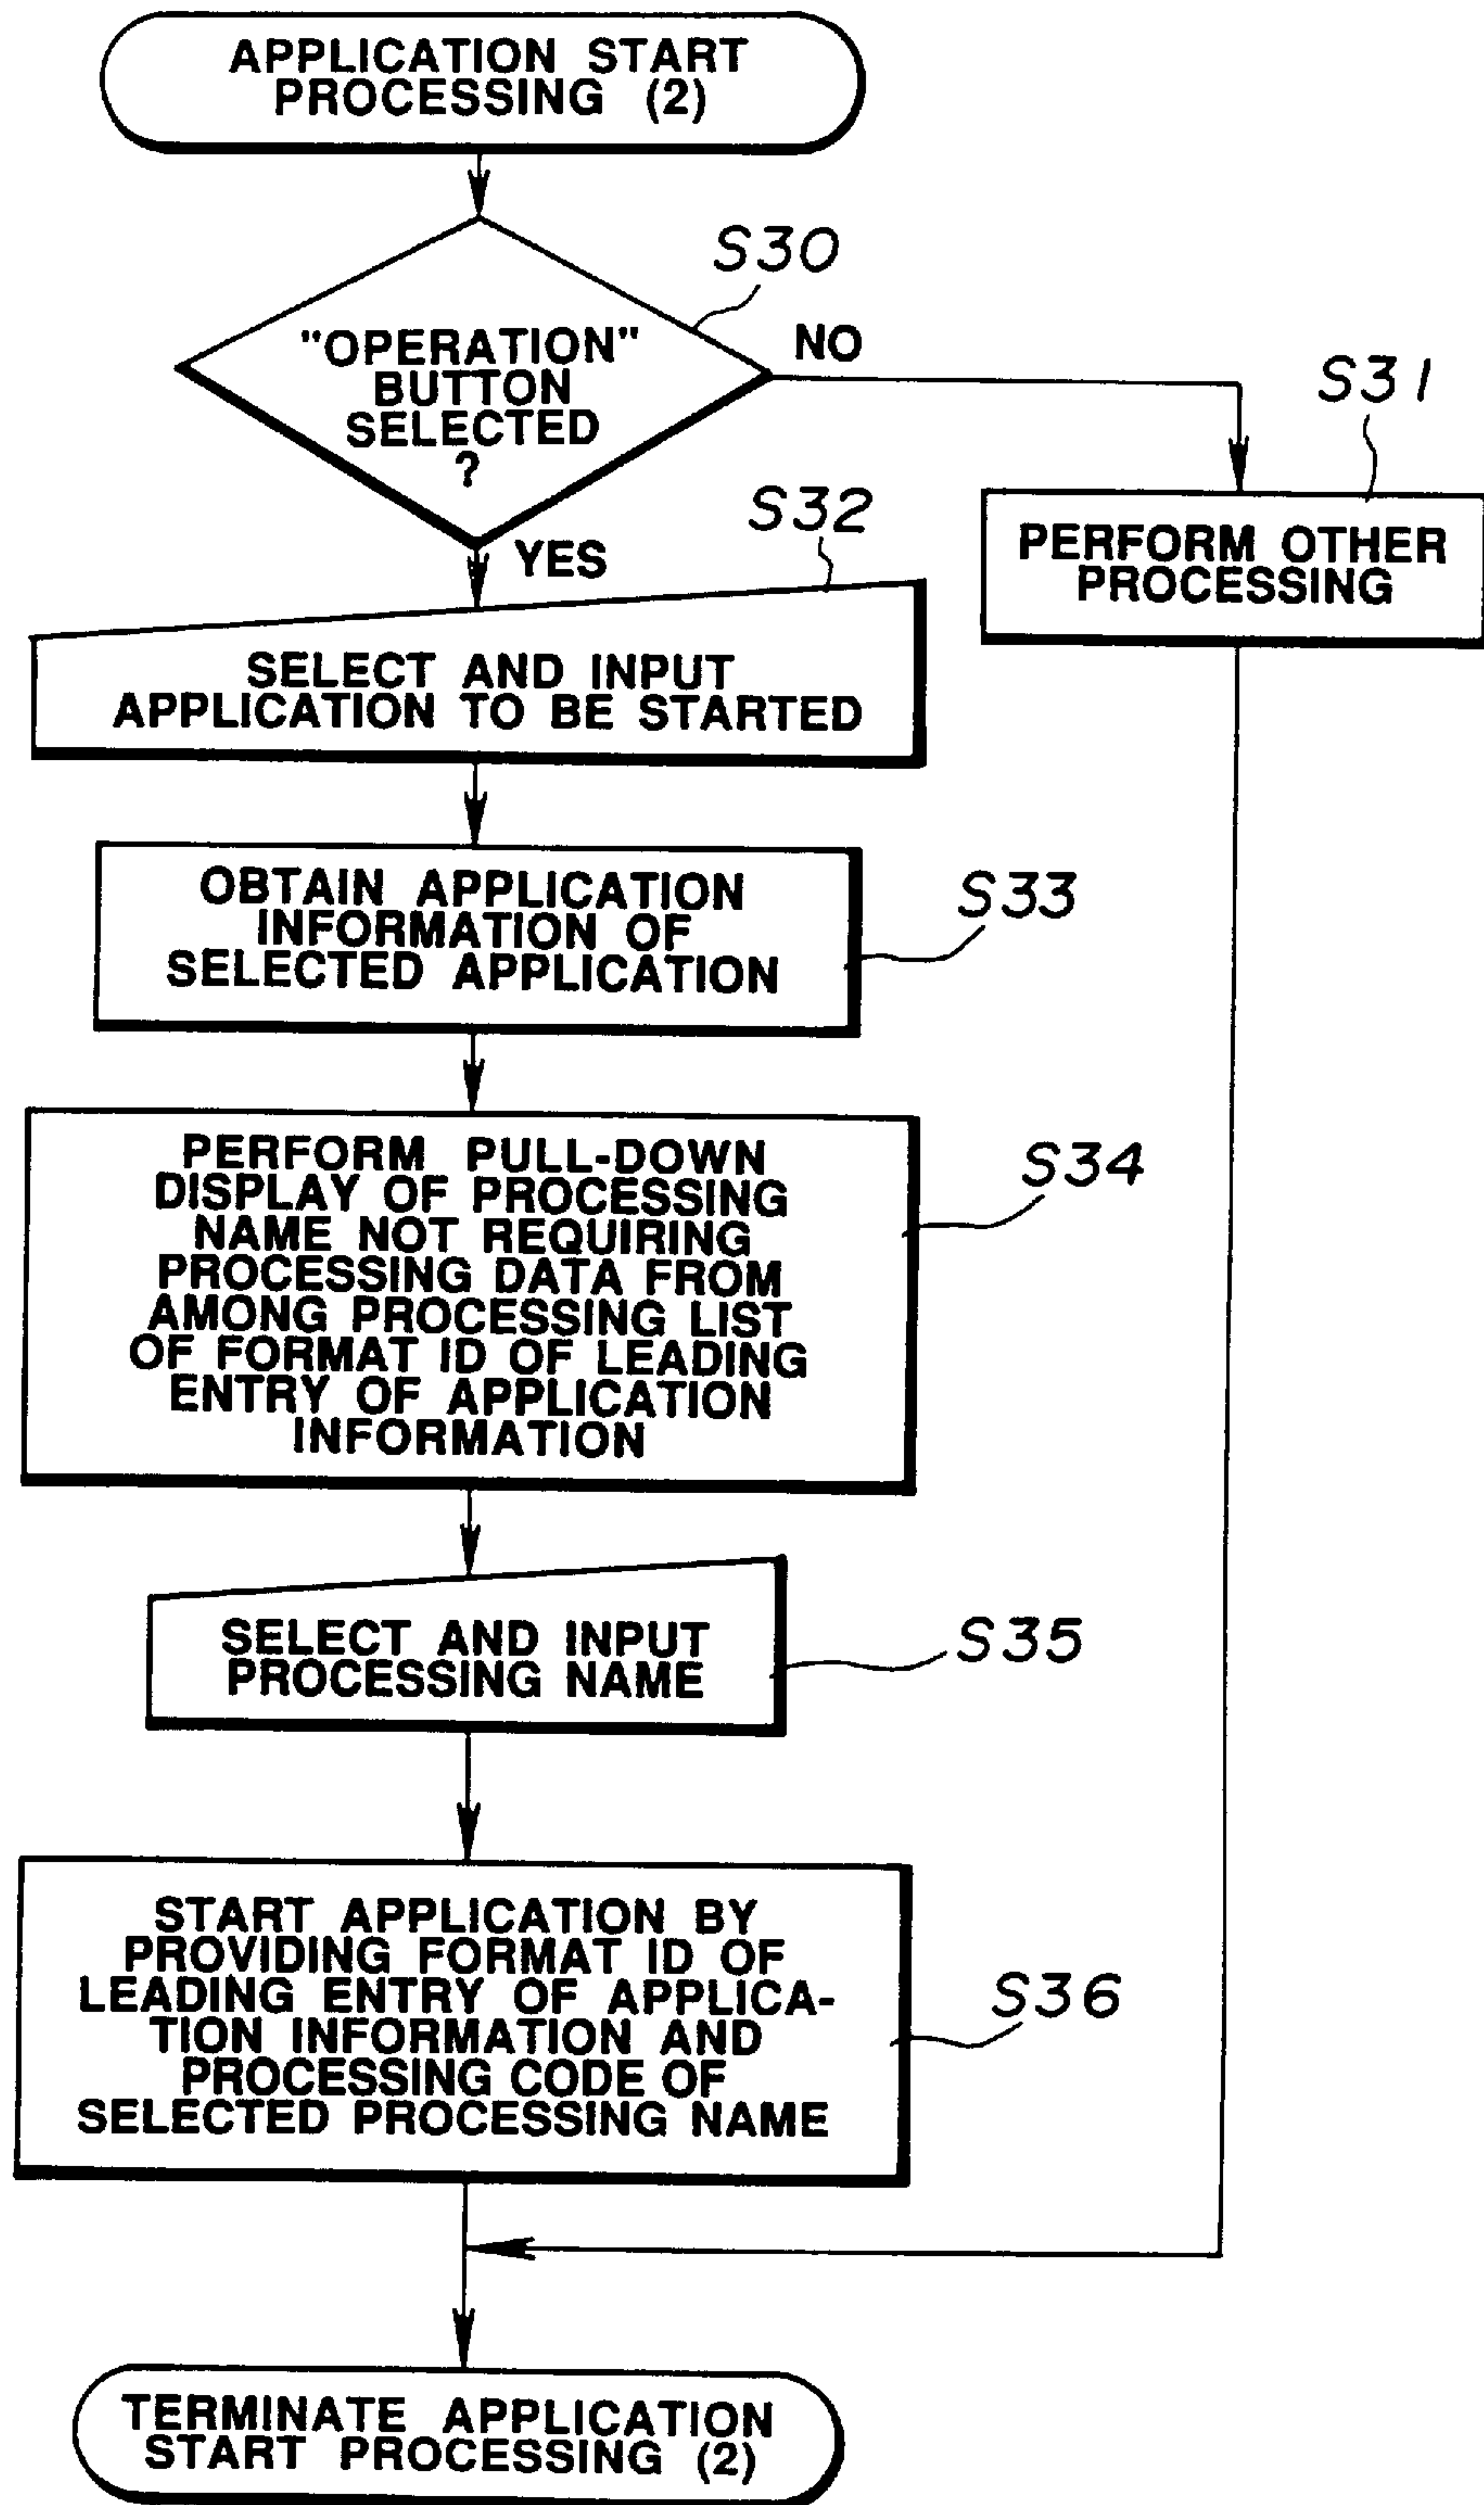 APPLICATION START
PROCESSING (2)
S30
"OPERATION"
BUTTON
SELECTED
?
NO
S31
PERFORM OTHER
PROCESSING
YES
S32
SELECT AND INPUT
APPLICATION TO BE STARTED
OBTAIN APPLICATION
INFORMATION OF
SELECTED APPLICATION
S33
PERFORM PULL-DOWN
DISPLAY OF PROCESSING
NAME NOT REQUIRING
PROCESSING DATA FROM
AMONG PROCESSING LIST
OF FORMAT ID OF LEADING
ENTRY OF APPLICATION
INFORMATION
S34
SELECT AND INPUT
PROCESSING NAME
S35
START APPLICATION BY
PROVIDING FORMAT ID OF
LEADING ENTRY OF APPLICA-
TION INFORMATION AND
PROCESSING CODE OF
SELECTED PROCESSING NAME
S36
TERMINATE APPLICATION
START PROCESSING (2)